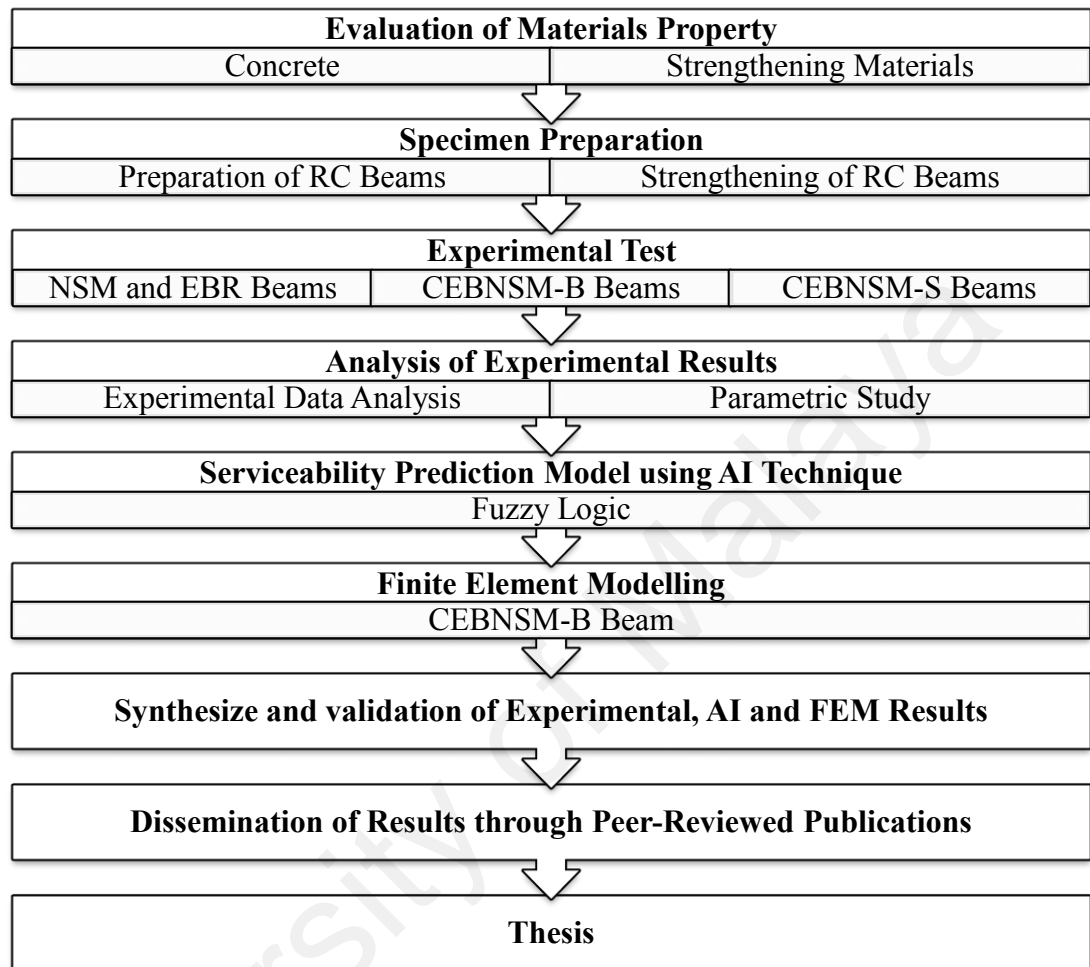 Evaluation of Materials Property
Concrete
Strengthening Materials
Specimen Preparation
Preparation of RC Beams
Strengthening of RC Beams
Experimental Test
NSM and EBR Beams
CEBNSM-B Beams
CEBNSM-S Beams
Analysis of Experimental Results
Experimental Data Analysis
Parametric Study
Serviceability Prediction Model using AI Technique
Fuzzy Logic
Finite Element Modelling
CEBNSM-B Beam
Synthesize and validation of Experimental, AI and FEM Results
Dissemination of Results through Peer-Reviewed Publications
Thesis
rsity of Malaya